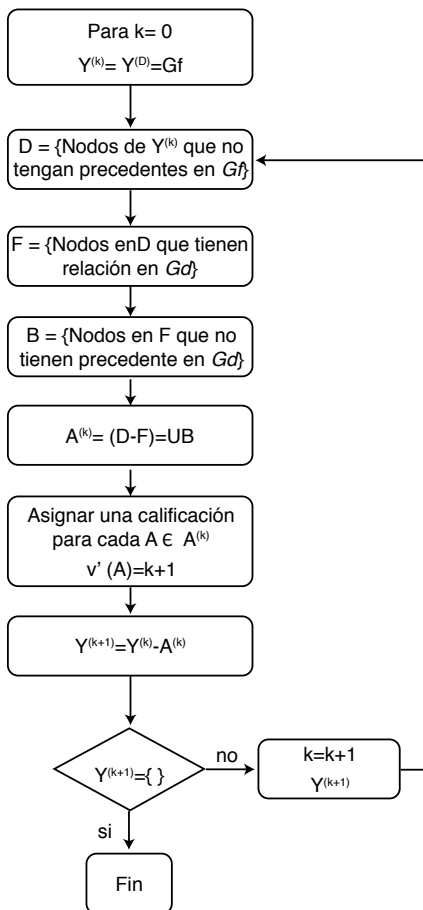 Para k= 0
Y(k)= Y(D)=Gf
D = {Nodos de Y(k) que no
tengan precedentes en Gf}
F = {Nodos enD que tienen
relación en Gd}
B = {Nodos en F que no
tienen precedente en Gd}
A(k)= (D-F)=UB
Asignar una calificación
para cada A ϵ A(k)
v' (A)=k+1
Y(k+1)=Y(k)-A(k)
Y(k+1)={ }
no
k=k+1
Y(k+1)
si
Fin